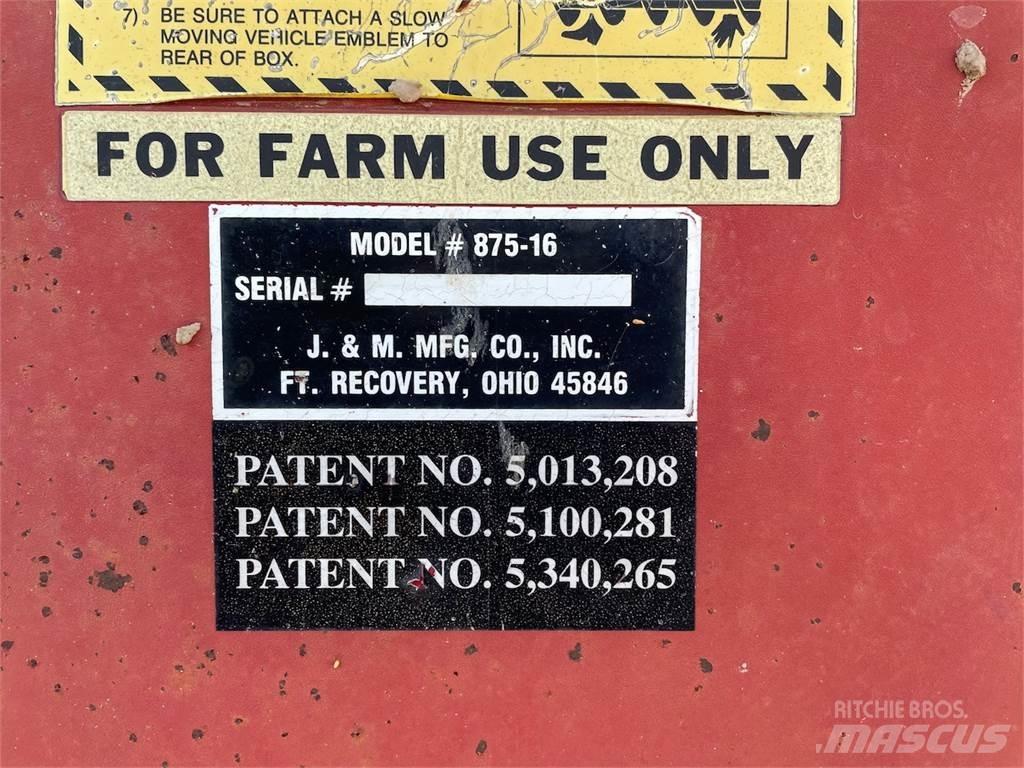 7) BE SURE TO ATTACH A SLOW
MOVING VEHICLE EMBLEM TO
REAR OF BOX.
FOR FARM USE ONLY
MODEL # 875-16
SERIAL #
J. & M. MFG. CO., INC.
FT. RECOVERY, OHIO 45846
PATENT NO. 5,013,208
PATENT NO. 5,100,281
PATENT NO. 5,340,265
RITCHIE BROS.
MASCUS